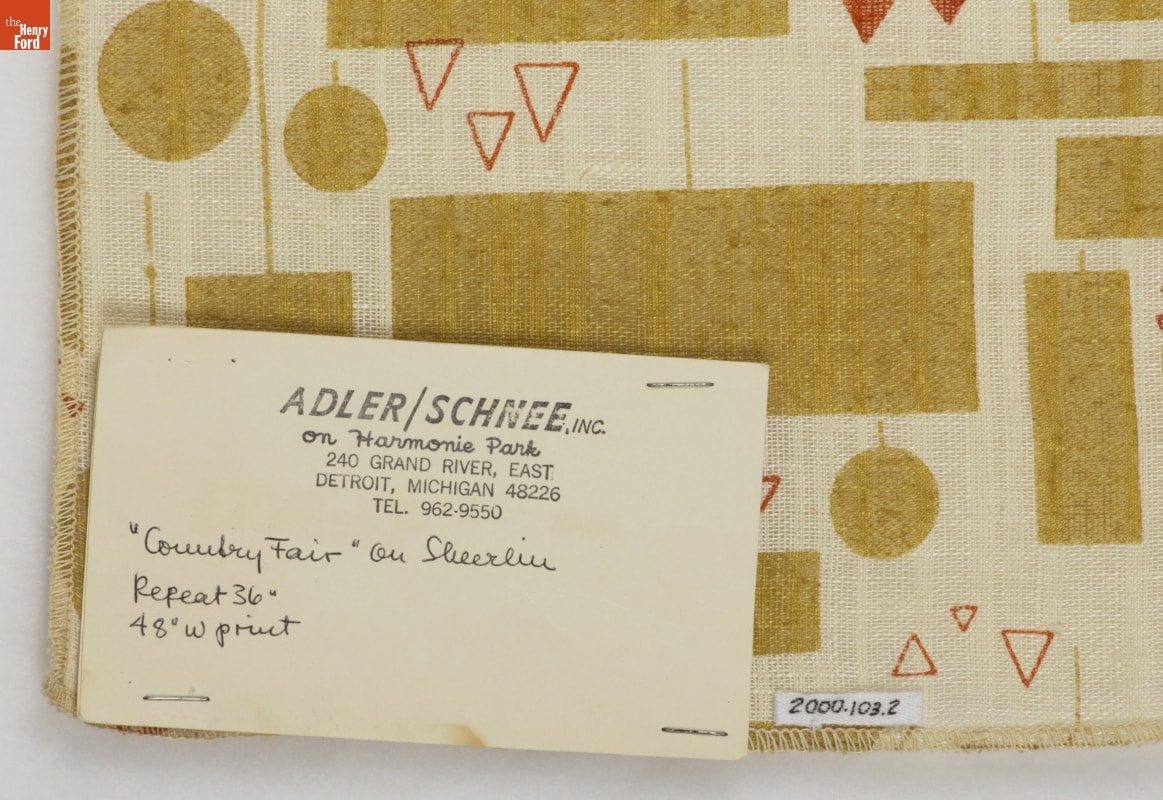 the
Henry
Ford
ADLER/SCHNEE, INC.
on Harmonie Park
240 GRAND RIVER, EAST
DETROIT, MICHIGAN 48226
TEL. 962-9550
"Country Fair" on Sheerlin
Repeat 36"
48" w print
2000.103.2